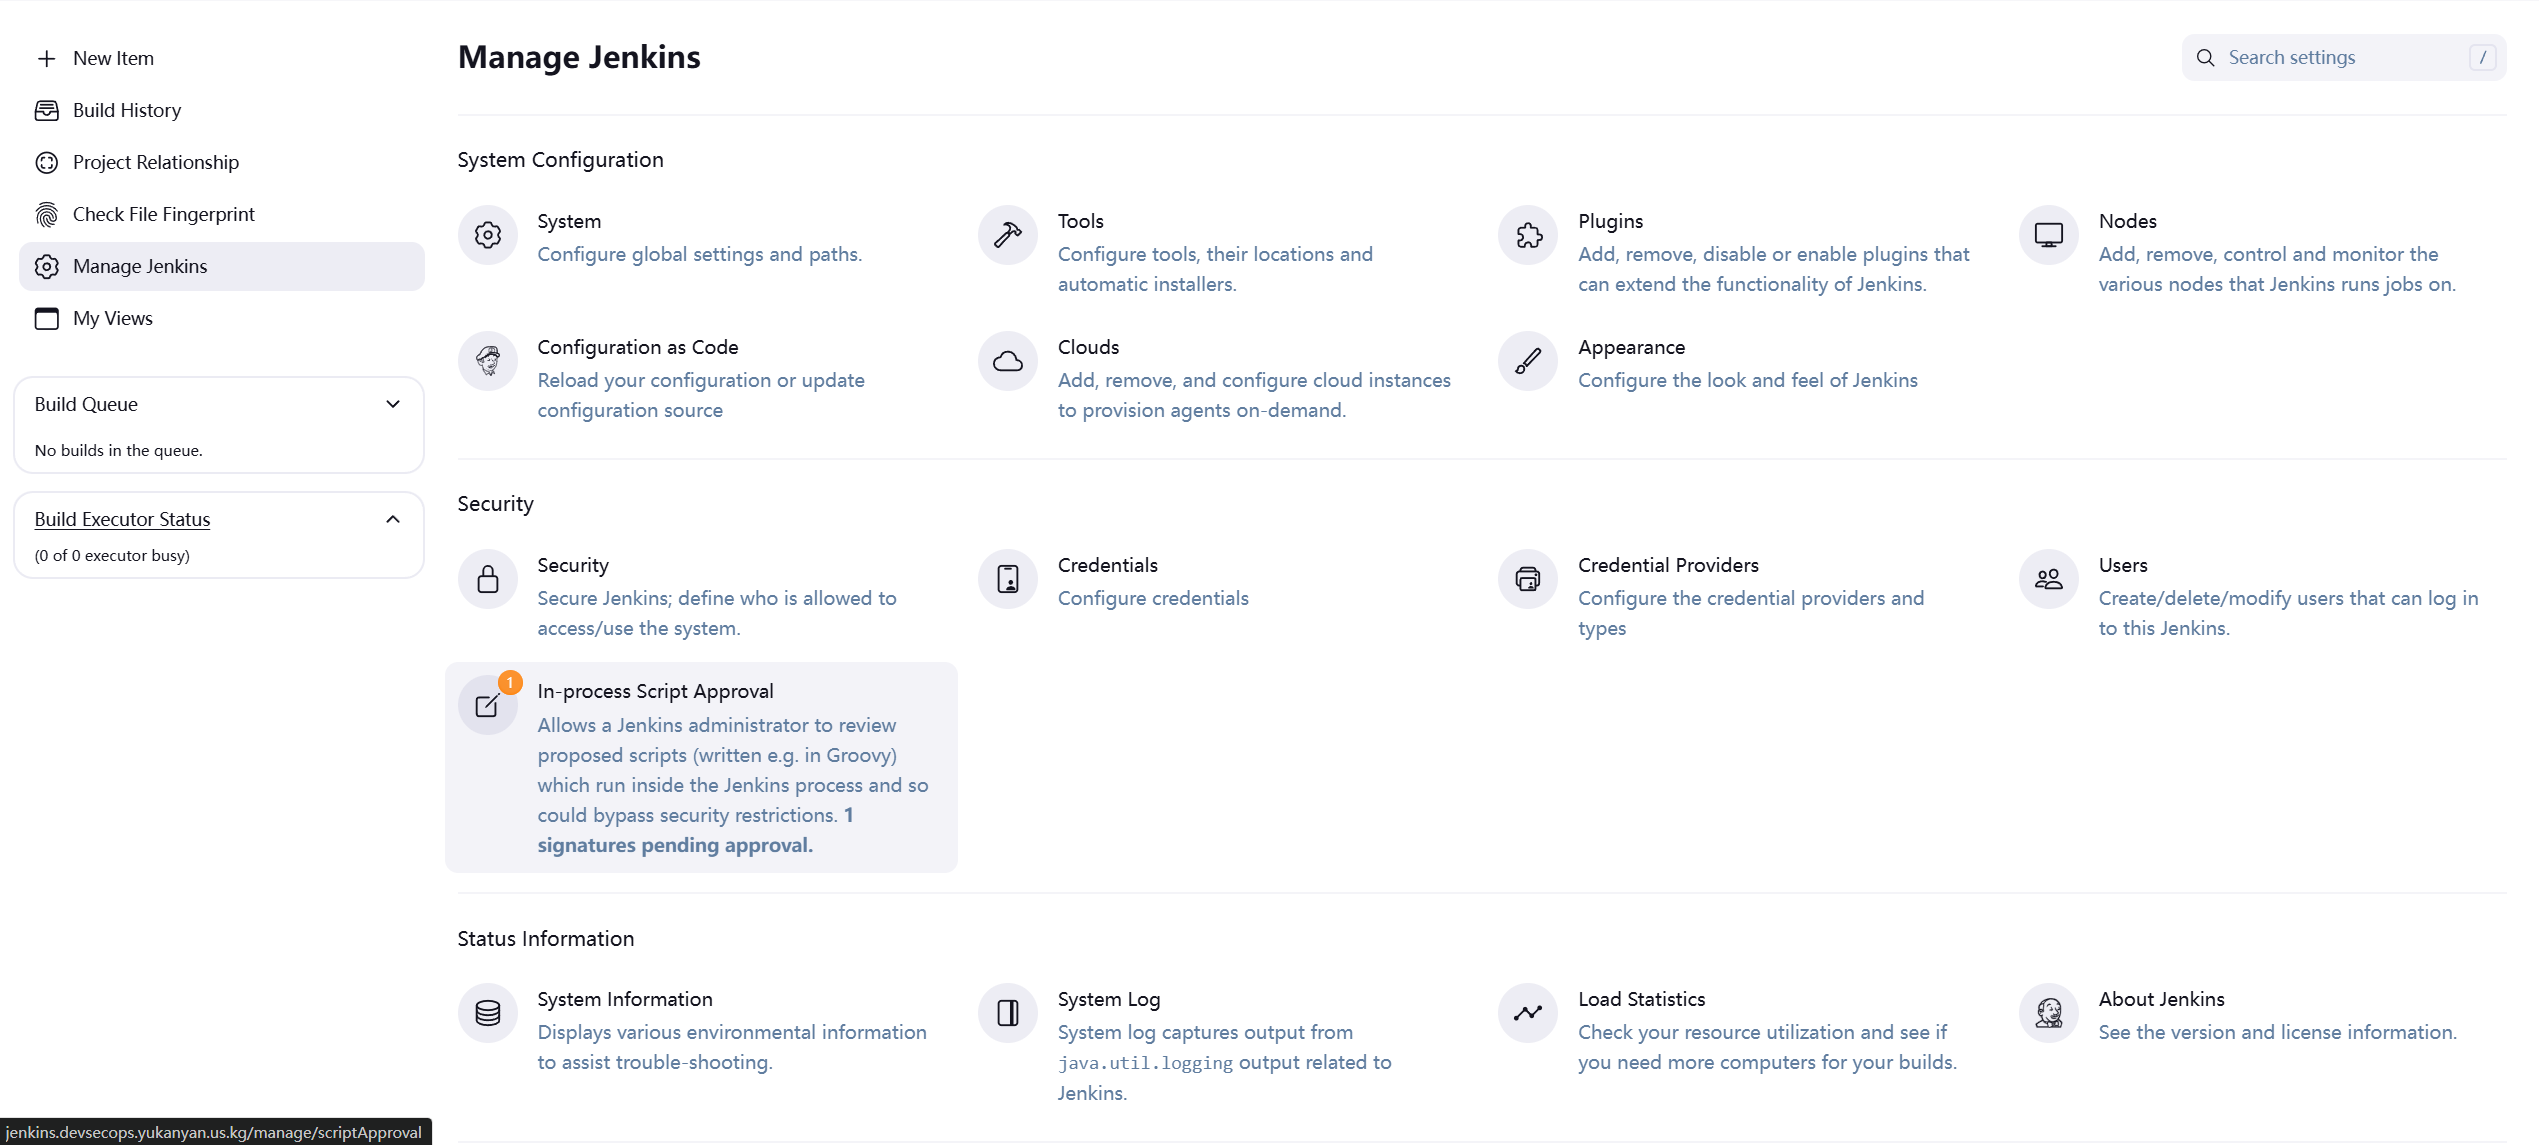 New Item
Build History
Project Relationship
Check File Fingerprint
Manage Jenkins
My Views
Build Queue
No builds in the queue.
Build Executor Status
(0 of 0 executor busy)
Manage Jenkins
Search settings
/
System Configuration
System
Configure global settings and paths.
Tools
Configure tools, their locations and
automatic installers.
Plugins
Add, remove, disable or enable plugins that
can extend the functionality of Jenkins.
Nodes
Add, remove, control and monitor the
various nodes that Jenkins runs jobs on.
Configuration as Code
Reload your configuration or update
configuration source
Clouds
Add, remove, and configure cloud instances
to provision agents on-demand.
Appearance
Configure the look and feel of Jenkins
Security
Security
Secure Jenkins; define who is allowed to
access/use the system.
Credentials
Configure credentials
Credential Providers
Configure the credential providers and
types
Users
Create/delete/modify users that can log in
to this Jenkins.
1
In-process Script Approval
Allows a Jenkins administrator to review
proposed scripts (written e.g. in Groovy)
which run inside the Jenkins process and so
could bypass security restrictions. 1
signatures pending approval.
Status Information
System Information
Displays various environmental information
to assist trouble-shooting.
System Log
System log captures output from
java.util.logging output related to
Jenkins.
Load Statistics
Check your resource utilization and see if
you need more computers for your builds.
About Jenkins
See the version and license information.
jenkins.devsecops.yukanyan.us.kg/manage/scriptApproval